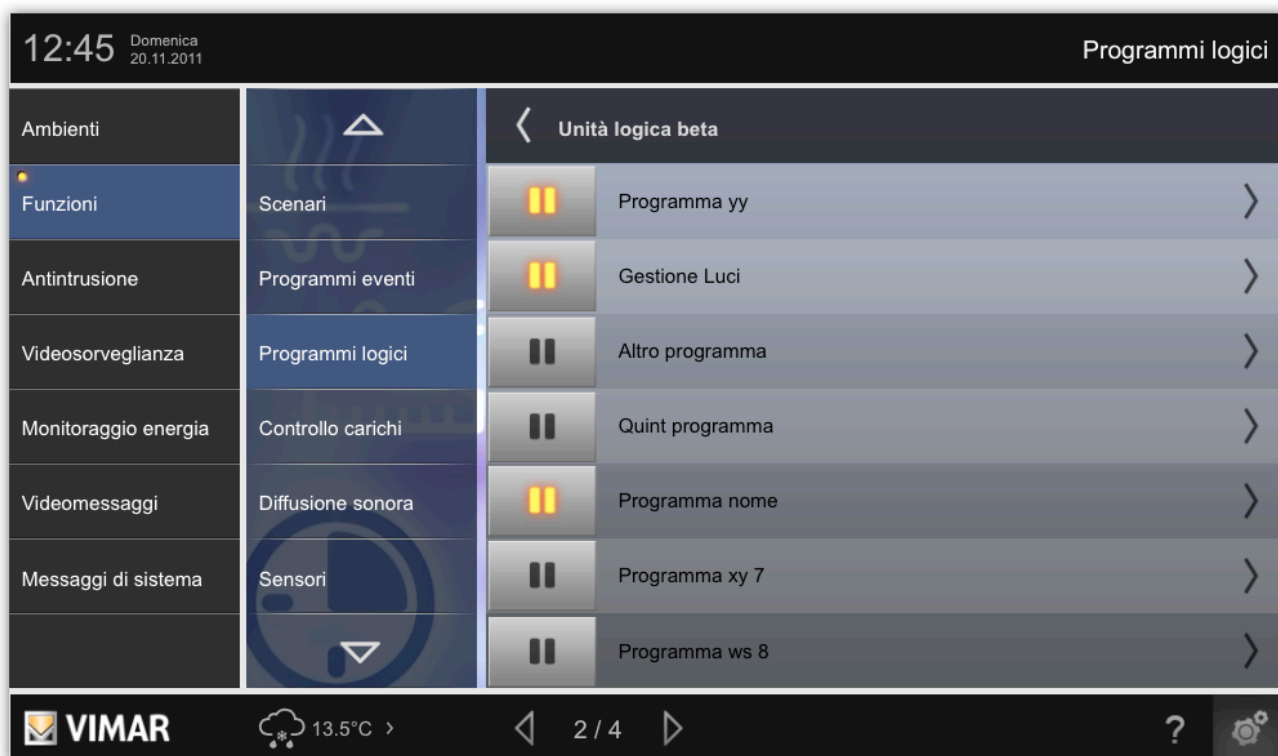 12:45 Domenica
20.11.2011
Programmi logici
Ambienti
Funzioni
Antintrusione
Videosorveglianza
Monitoraggio energia
Videomessaggi
Messaggi di sistema
Scenari
Programmi eventi
Programmi logici
Controllo carichi
Diffusione sonora
Sensori
Unità logica beta
Programma yy
Gestione Luci
Altro programma
Quint programma
Programma nome
Programma xy 7
Programma ws 8
VIMAR
13.5°C >
2 / 4
?